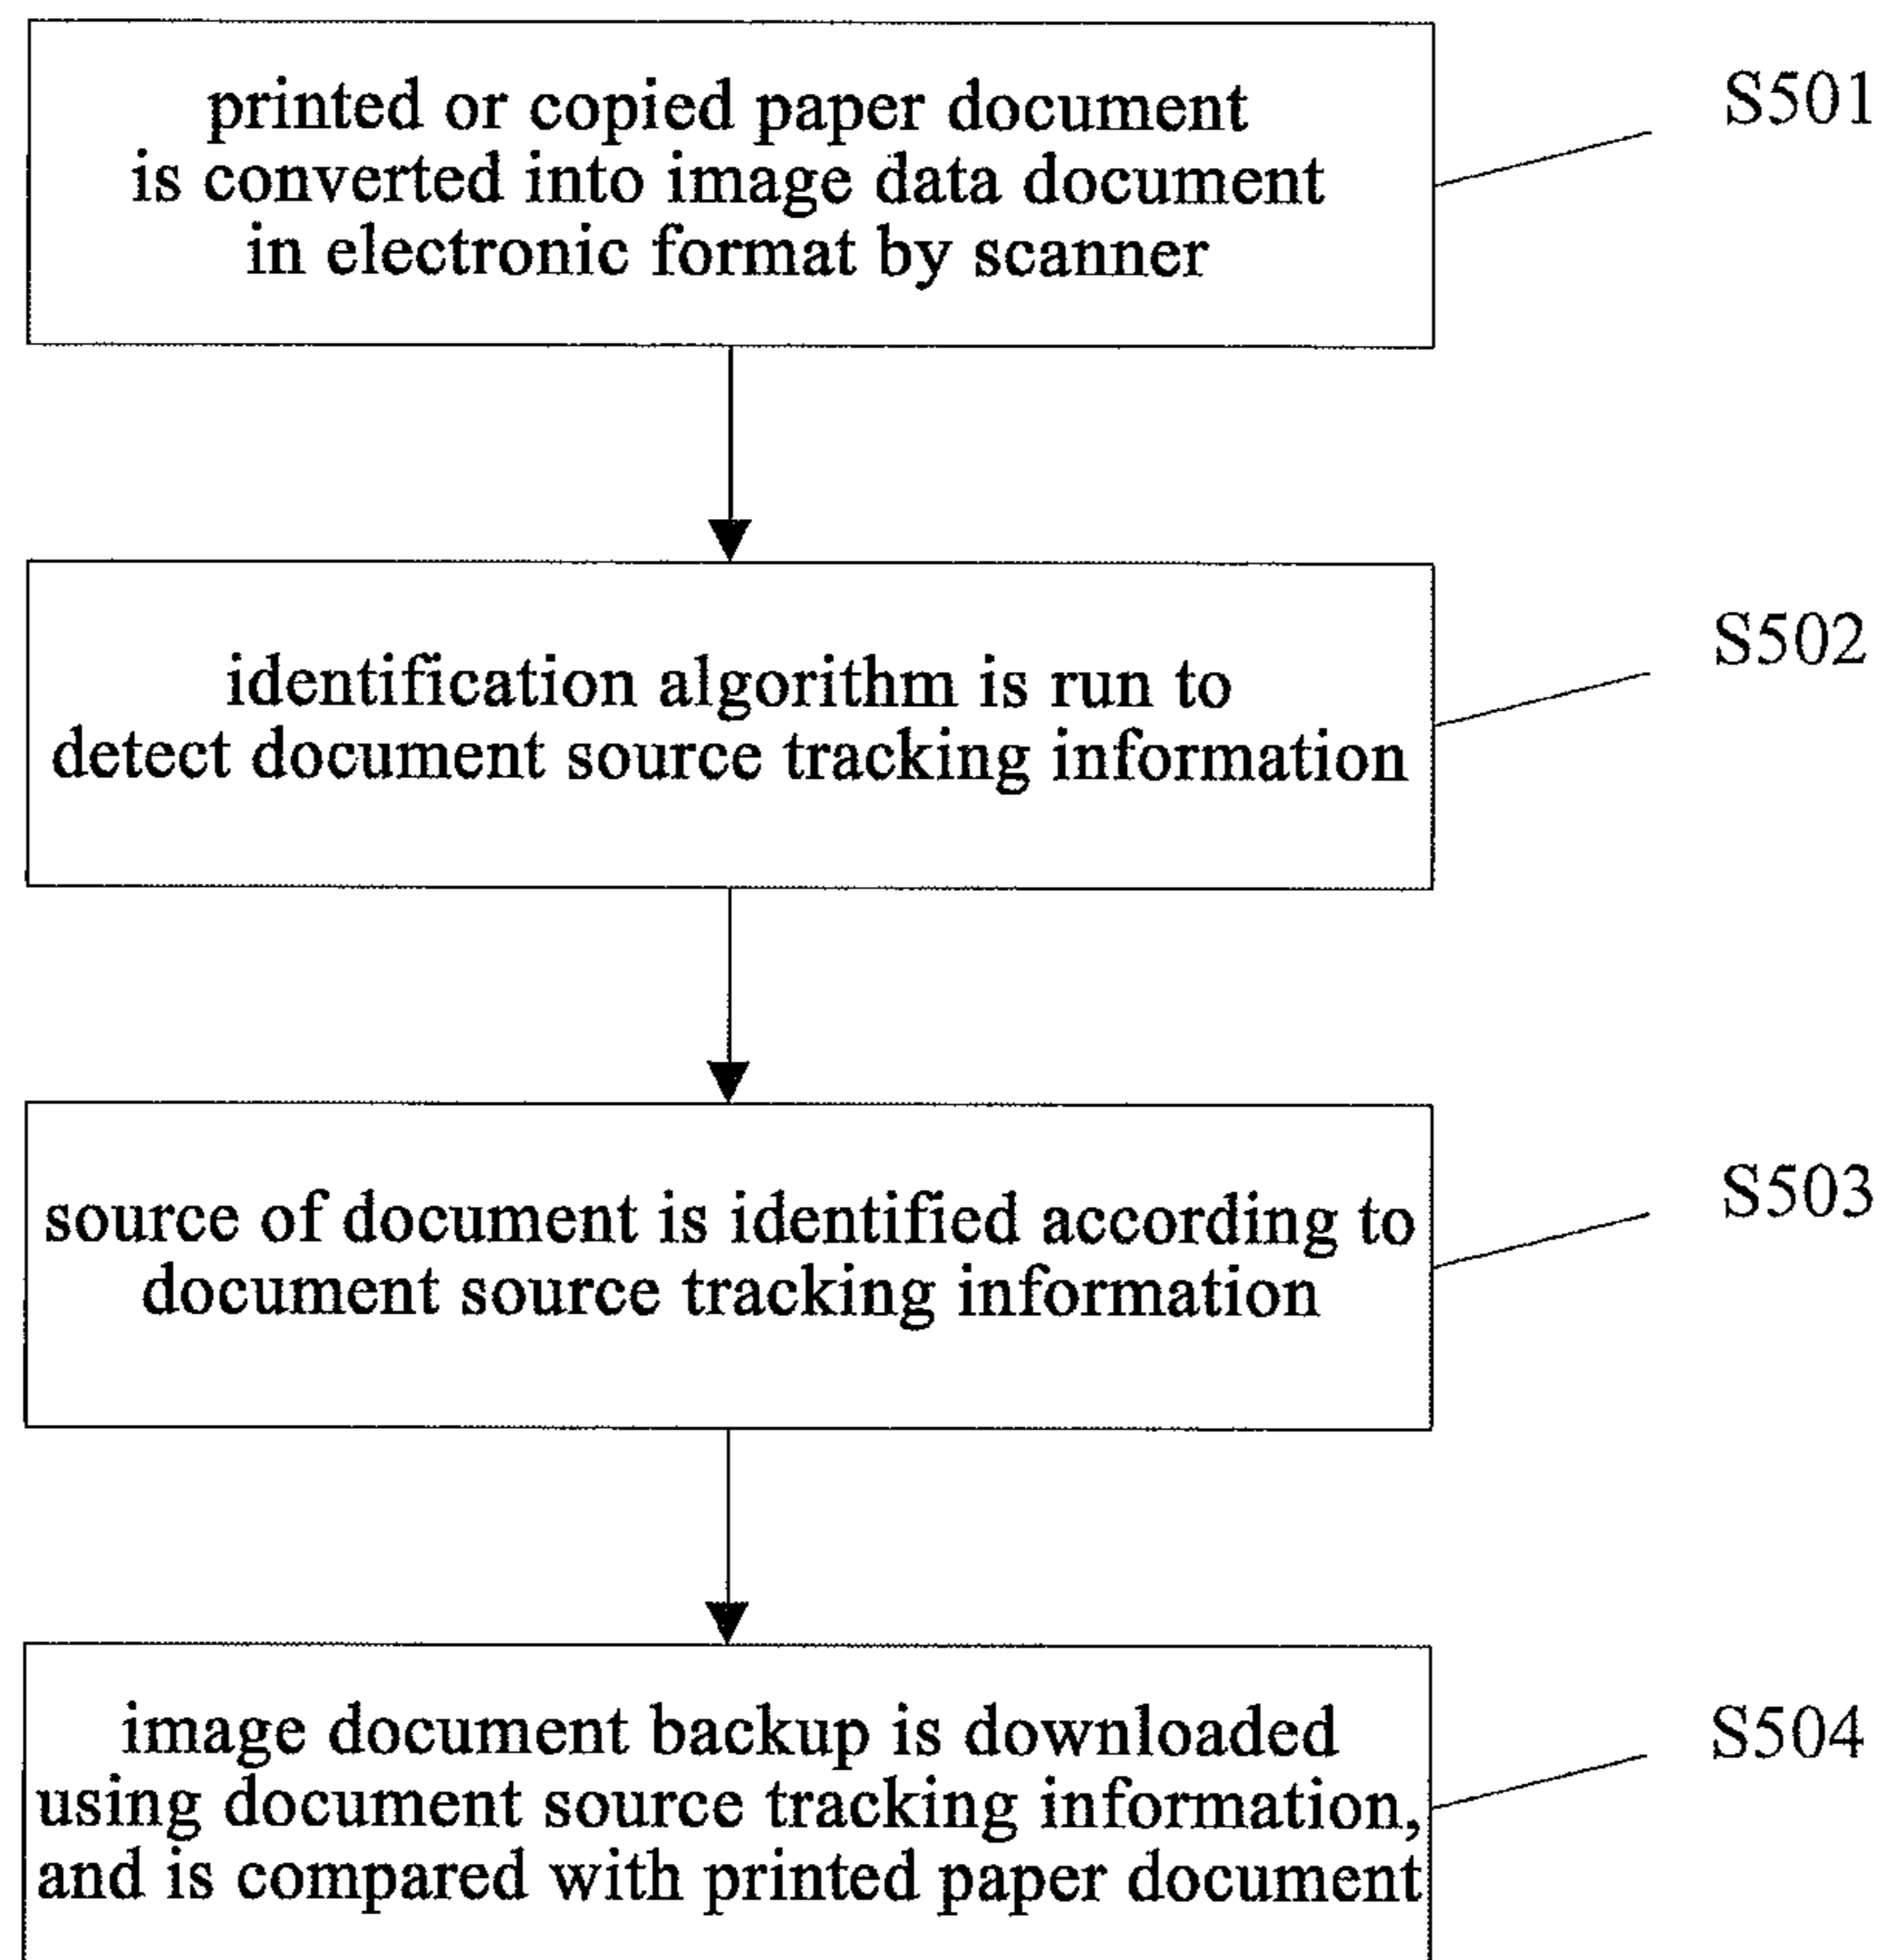 printed or copied paper document
is converted into image data document
in electronic format by scanner
S501
identification algorithm is run to
detect document source tracking information
S502
source of document is identified according to
document source tracking information
S503
image document backup is downloaded
using document source tracking information,
and is compared with printed paper document
S504